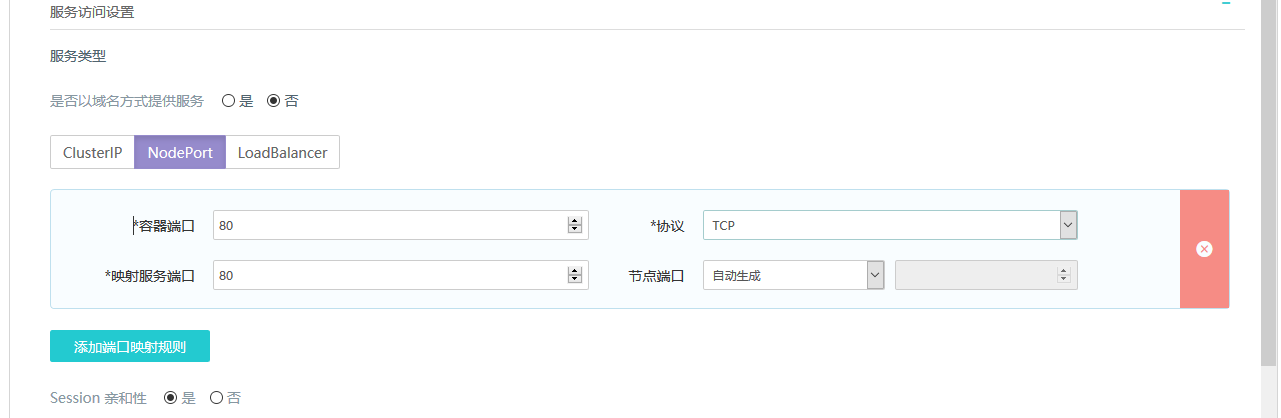 服务访问设置
服务类型
是否以域名方式提供服务 是 否
ClusterIP NodePort LoadBalancer
*容器端口 80 *协议 TCP
*映射服务端口 80 节点端口 自动生成
添加端口映射规则
Session 亲和性 是 否